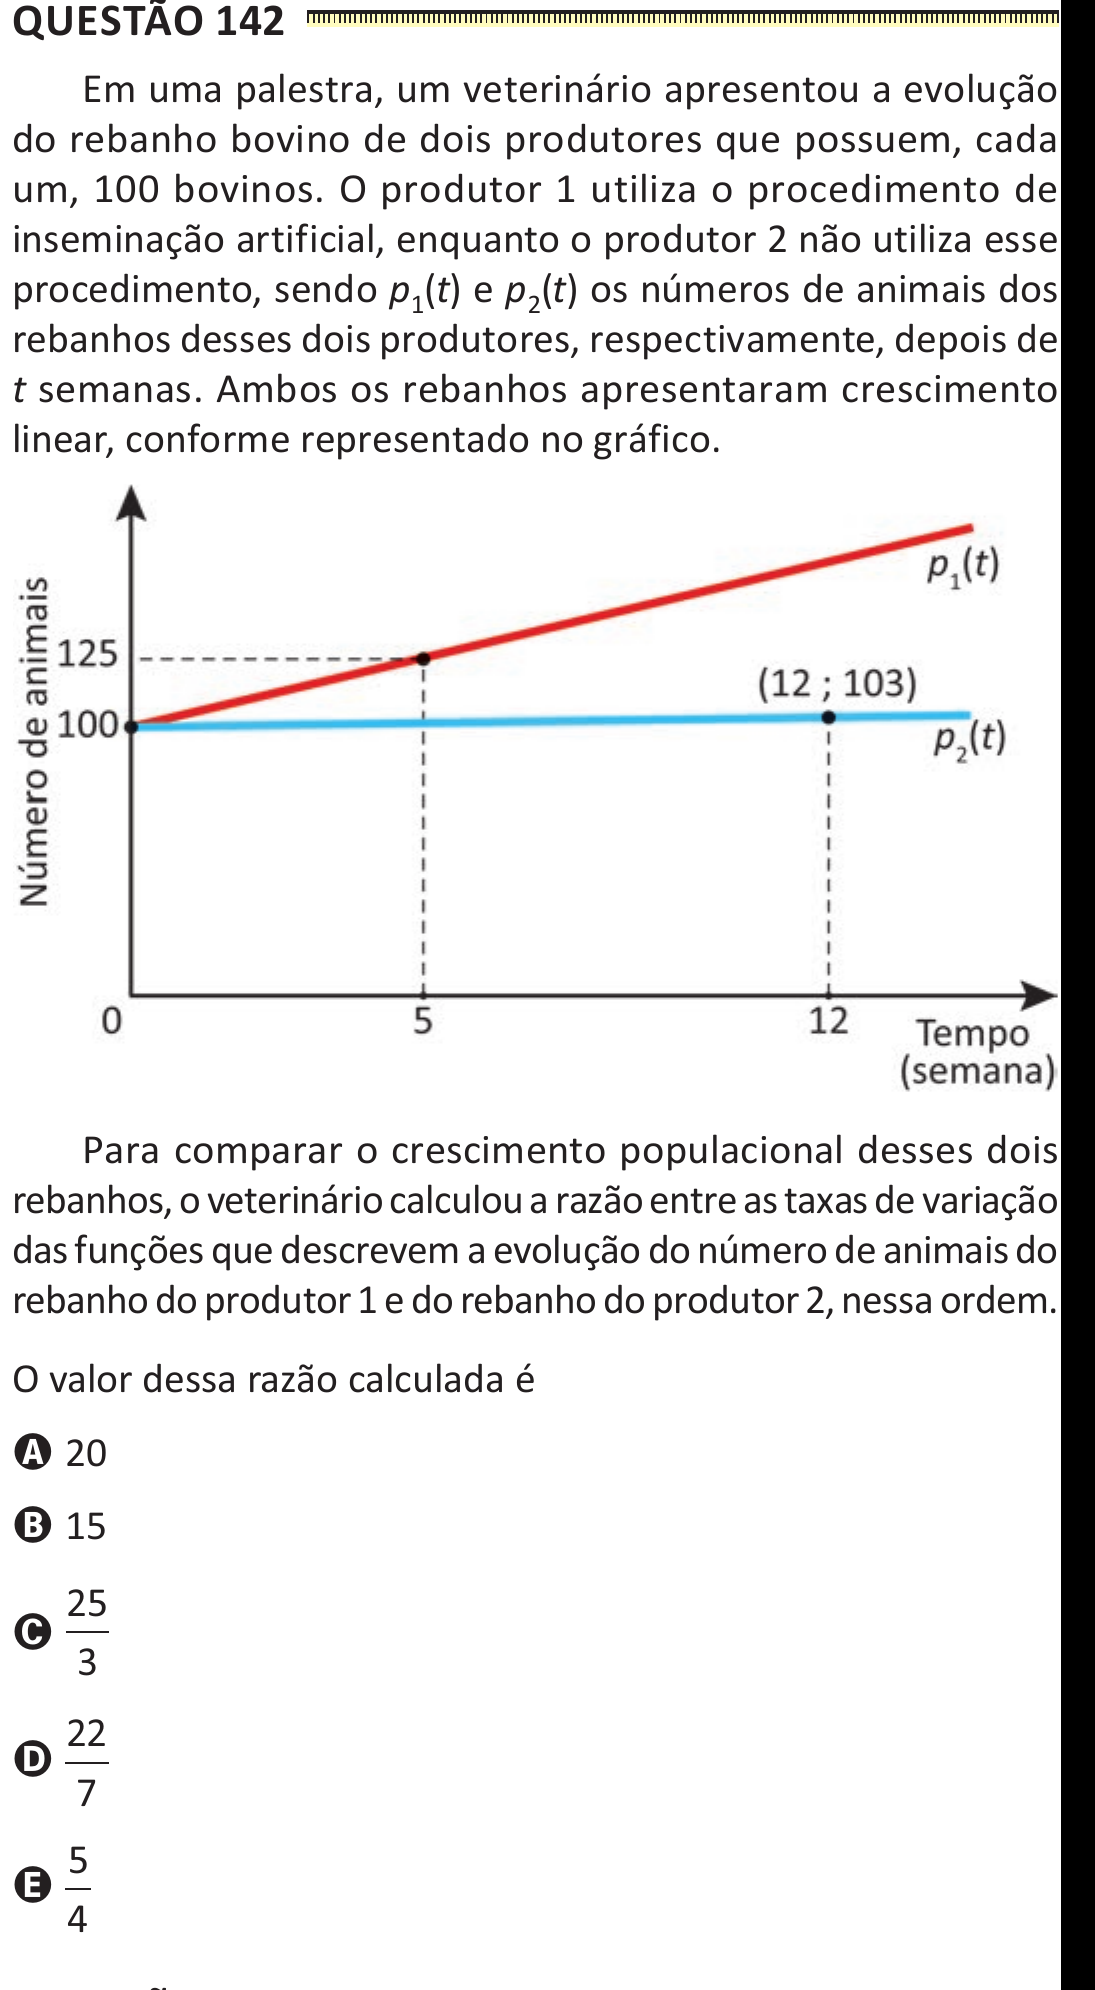 QUESTÃO 142
Em uma palestra, um veterinário apresentou a evolução
do rebanho bovino de dois produtores que possuem, cada
um, 100 bovinos. O produtor 1 utiliza o procedimento de
inseminação artificial, enquanto o produtor 2 não utiliza esse
procedimento, sendo p₁(t) e p₂(t) os números de animais dos
rebanhos desses dois produtores, respectivamente, depois de
t semanas. Ambos os rebanhos apresentaram crescimento
linear, conforme representado no gráfico.
Número de animais
125
100
0
5
12
(12 ; 103)
p₁(t)
p₂(t)
Tempo
(semana)
Para comparar o crescimento populacional desses dois
rebanhos, o veterinário calculou a razão entre as taxas de variação
das funções que descrevem a evolução do número de animais do
rebanho do produtor 1 e do rebanho do produtor 2, nessa ordem.
O valor dessa razão calculada é
A 20
B 15
C 25/3
D 22/7
E 5/4